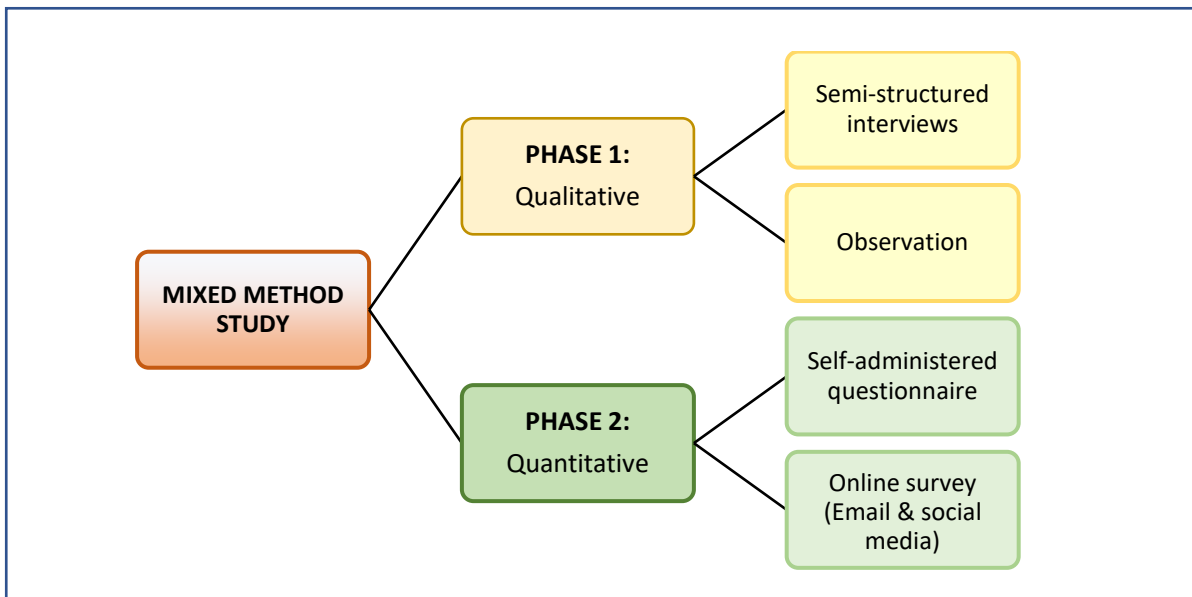 MIXED METHOD
STUDY
PHASE 1:
Qualitative
Semi-structured
interviews
Observation
PHASE 2:
Quantitative
Self-administered
questionnaire
Online survey
(Email & social
media)